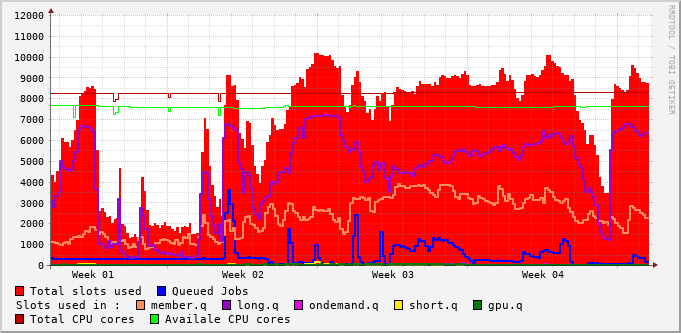 12000
11000
10000
9000
8000
7000
6000
5000
4000
3000
2000
1000
0
Week 01 Week 02 Week 03 Week 04
Total slots used Queued Jobs
Slots used in : member.q long.q ondemand.q short.q gpu.q
Total CPU cores Availale CPU cores
RRDTOOL / TOBI OETIKER